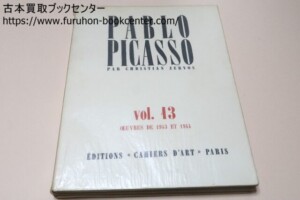 古本買取ブックセンター
https://www.furuhon-bookcenter.com/
PABLO
PICASSO
PAR CHRISTIAN ZERVOS
vol. 13
ŒUVRES DE 1943 ET 1944
ÉDITIONS • CAHIERS D'ART • PARIS